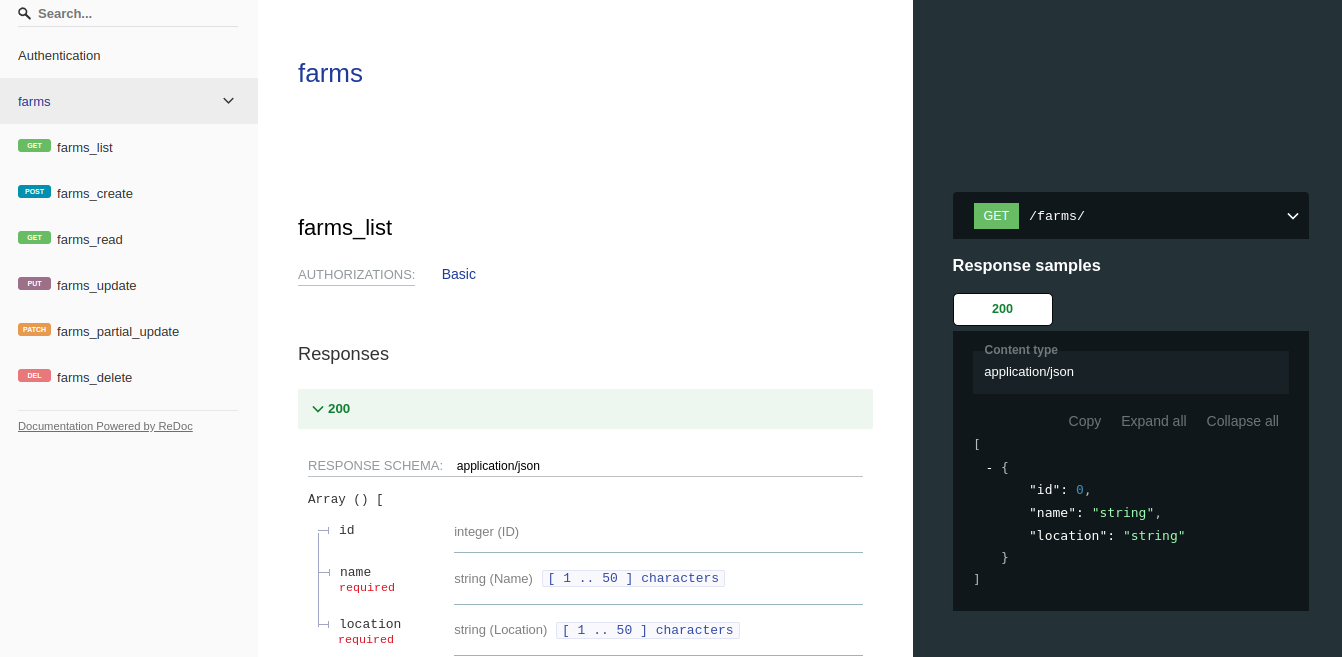 Search...
Authentication
farms
GET farms_list
POST farms_create
GET farms_read
PUT farms_update
PATCH farms_partial_update
DEL farms_delete
Documentation Powered by ReDoc
farms
farms_list
AUTHORIZATIONS: Basic
Responses
200
RESPONSE SCHEMA: application/json
Array () [
id integer (ID)
name string (Name) [ 1 .. 50 ] characters
required
location string (Location) [ 1 .. 50 ] characters
required
GET /farms/
Response samples
200
Content type
application/json
Copy Expand all Collapse all
[
- {
"id": 0,
"name": "string",
"location": "string"
}
]